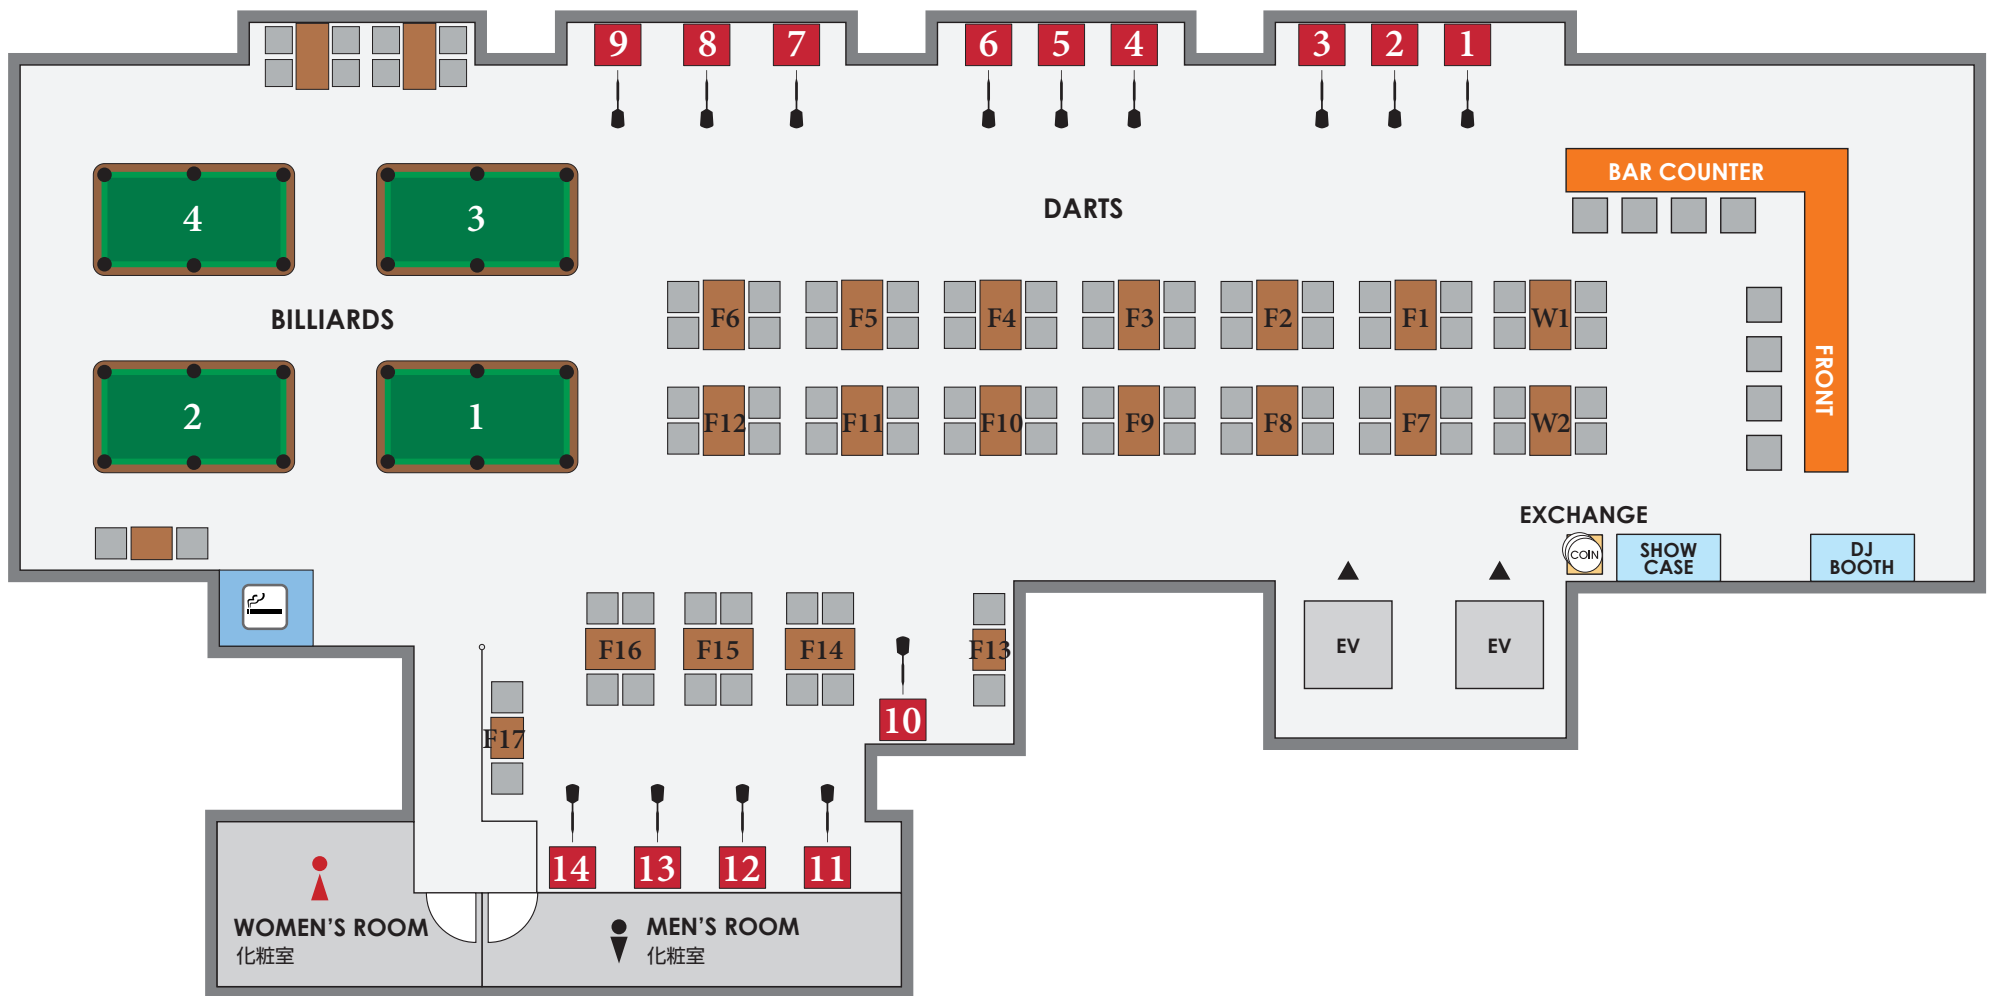 9
8
7
6
5
4
3
2
1
BAR COUNTER
4
3
DARTS
BILLIARDS
F6
F5
F4
F3
F2
F1
W1
FRONT
2
1
F12
F11
F10
F9
F8
F7
W2
EXCHANGE
COIN
SHOW
CASE
DJ
BOOTH
F16
F15
F14
F13
EV
EV
10
F17
14
13
12
11
WOMEN'S ROOM
化粧室
MEN'S ROOM
化粧室